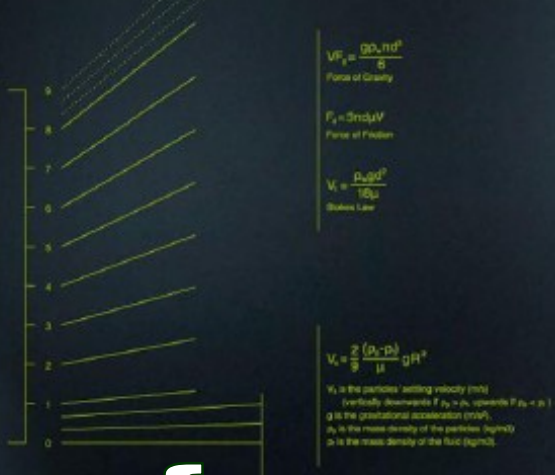 9
8
7
6
5
4
3
2
1
0
VF₉ = gρₚπd³ / 6
Force of Gravity
F₉ = 3πdμV
Force of Friction
Vₜ = ρₚgd² / 18μ
Stokes Law
Vₛ = 2/9 (ρₚ-ρf) / μ gR²
Vₛ is the particles' settling velocity (m/s)
(vertically downwards if ρₚ > ρf, upwards if ρₚ < ρf)
g is the gravitational acceleration (m/s²),
ρₚ is the mass density of the particles (kg/m3)
ρf is the mass density of the fluid (kg/m3).